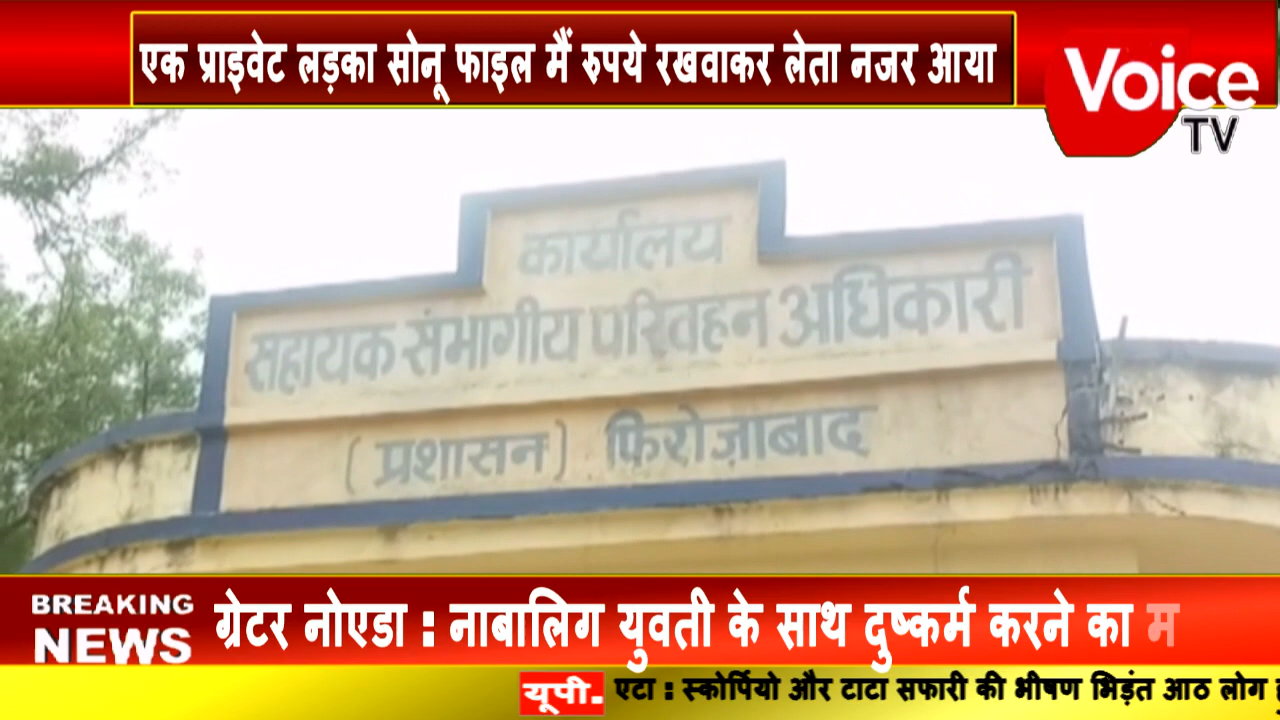 एक प्राइवेट लड़का सोनू फाइल मैं रुपये रखवाकर लेता नजर आया
Voice
TV
कार्यालय
सहायक संभागीय परिवहन अधिकारी
(प्रशासन) फिरोज़ाबाद
BREAKING
NEWS
ग्रेटर नोएडा : नाबालिग युवती के साथ दुष्कर्म करने का म
यूपी. एटा : स्कोर्पियो और टाटा सफारी की भीषण भिड़ंत आठ लोग